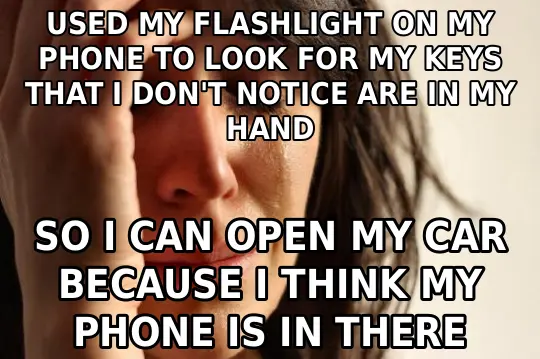 USED MY FLASHLIGHT ON MY
PHONE TO LOOK FOR MY KEYS
THAT I DON'T NOTICE ARE IN MY
HAND
SO I CAN OPEN MY CAR
BECAUSE I THINK MY
PHONE IS IN THERE